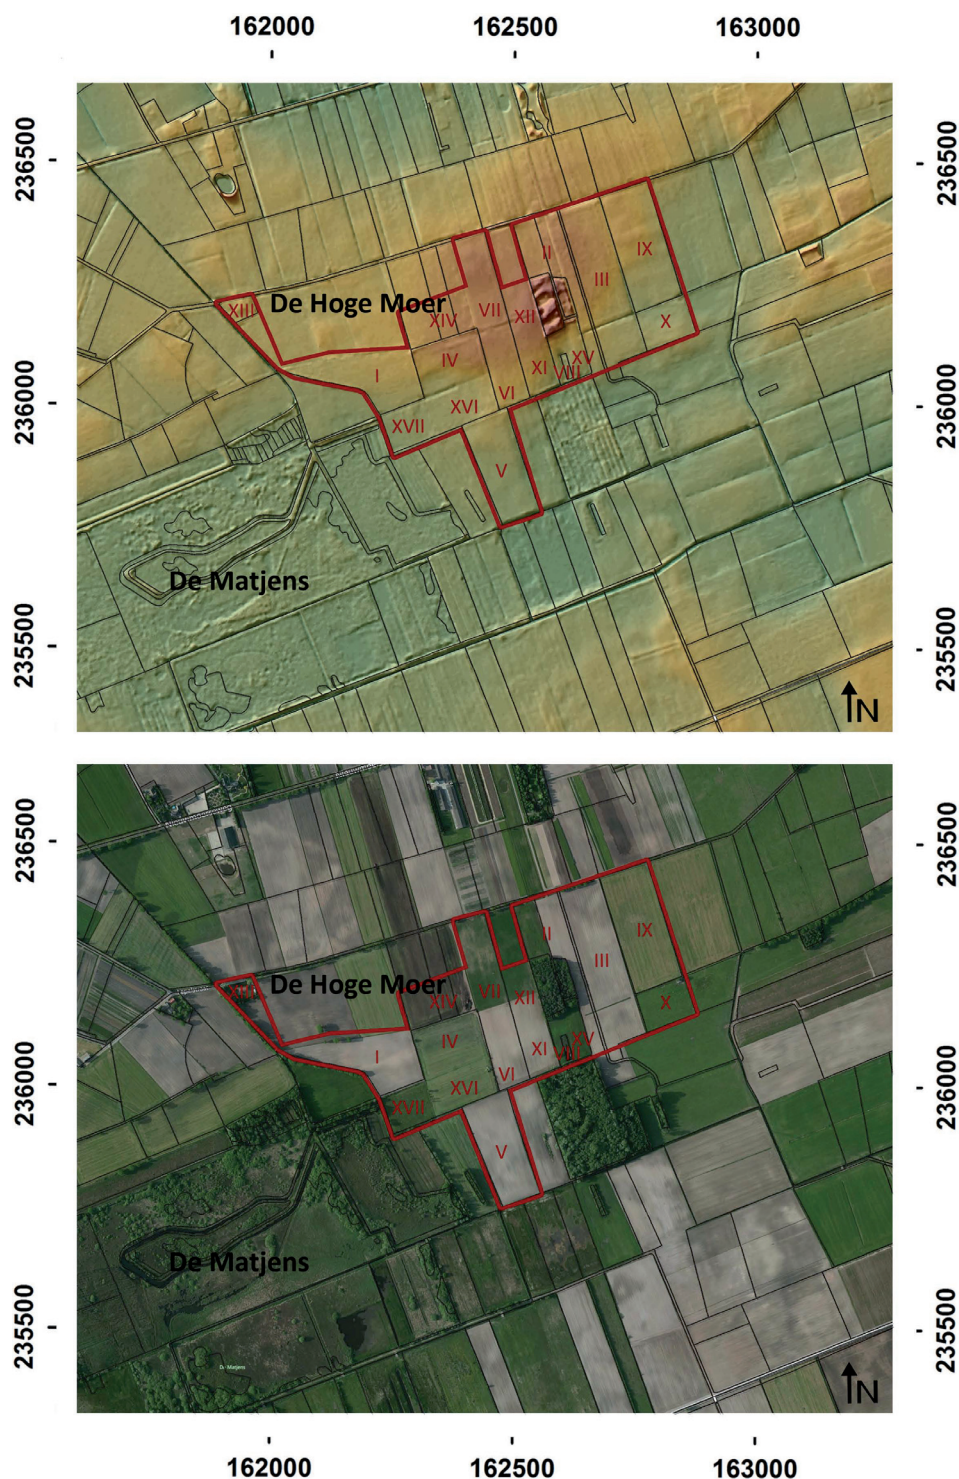 162000 162500 163000
236500 236500
II IX
III
De Hoge Moer
XIII
XIV VII XII X
IV XI XV
I VIII
VI
XVI
236000 236000
XVII
V
De Matjens
235500 235500
N
236500 236500
II IX
III
De Hoge Moer
XIII
XIV VII XII X
IV XI XV
I VIII
VI
XVI
236000 236000
XVII
V
De Matjens
235500 235500
De Matjens
N
162000 162500 163000